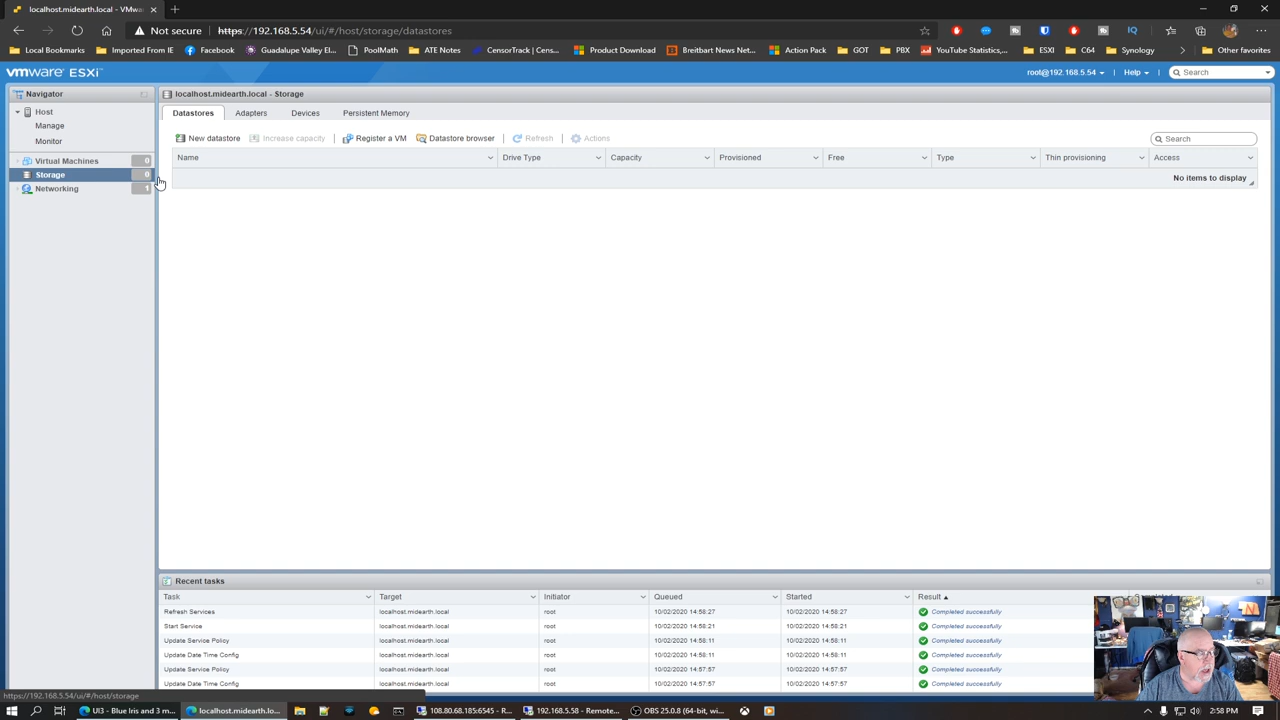 localhost.midearth.local - VMwa
Not secure https://192.168.5.54/ui/#/host/storage/datastores
Local Bookmarks Imported From IE Facebook Guadalupe Valley El... PoolMath ATE Notes CensorTrack | Cens... Product Download Breitbart News Net... Action Pack GOT PBX YouTube Statistics,... ESXI C64 Synology Other favorites
vmware ESXi root@192.168.5.54 Help Search
Navigator
Host
Manage
Monitor
Virtual Machines 0
Storage 0
Networking 1
localhost.midearth.local - Storage
Datastores Adapters Devices Persistent Memory
New datastore Increase capacity Register a VM Datastore browser Refresh Actions Search
Name Drive Type Capacity Provisioned Free Type Thin provisioning Access
No items to display
Recent tasks
Task Target Initiator Queued Started Result
Refresh Services localhost.midearth.local root 10/02/2020 14:58:27 10/02/2020 14:58:27 Completed successfully
Start Service localhost.midearth.local root 10/02/2020 14:58:21 10/02/2020 14:58:21 Completed successfully
Update Service Policy localhost.midearth.local root 10/02/2020 14:58:11 10/02/2020 14:58:11 Completed successfully
Update Date Time Config localhost.midearth.local root 10/02/2020 14:58:11 10/02/2020 14:58:11 Completed successfully
Update Service Policy localhost.midearth.local root 10/02/2020 14:57:57 10/02/2020 14:57:57 Completed successfully
Update Date Time Config localhost.midearth.local root 10/02/2020 14:57:57 10/02/2020 14:57:57 Completed successfully
https://192.168.5.54/ui/#/host/storage
UI3 - Blue Iris and 3 m... localhost.midearth.lo... 108.80.68.185:6545 - R... 192.168.5.58 - Remote... OBS 25.0.8 (64-bit, wi... 2:58 PM